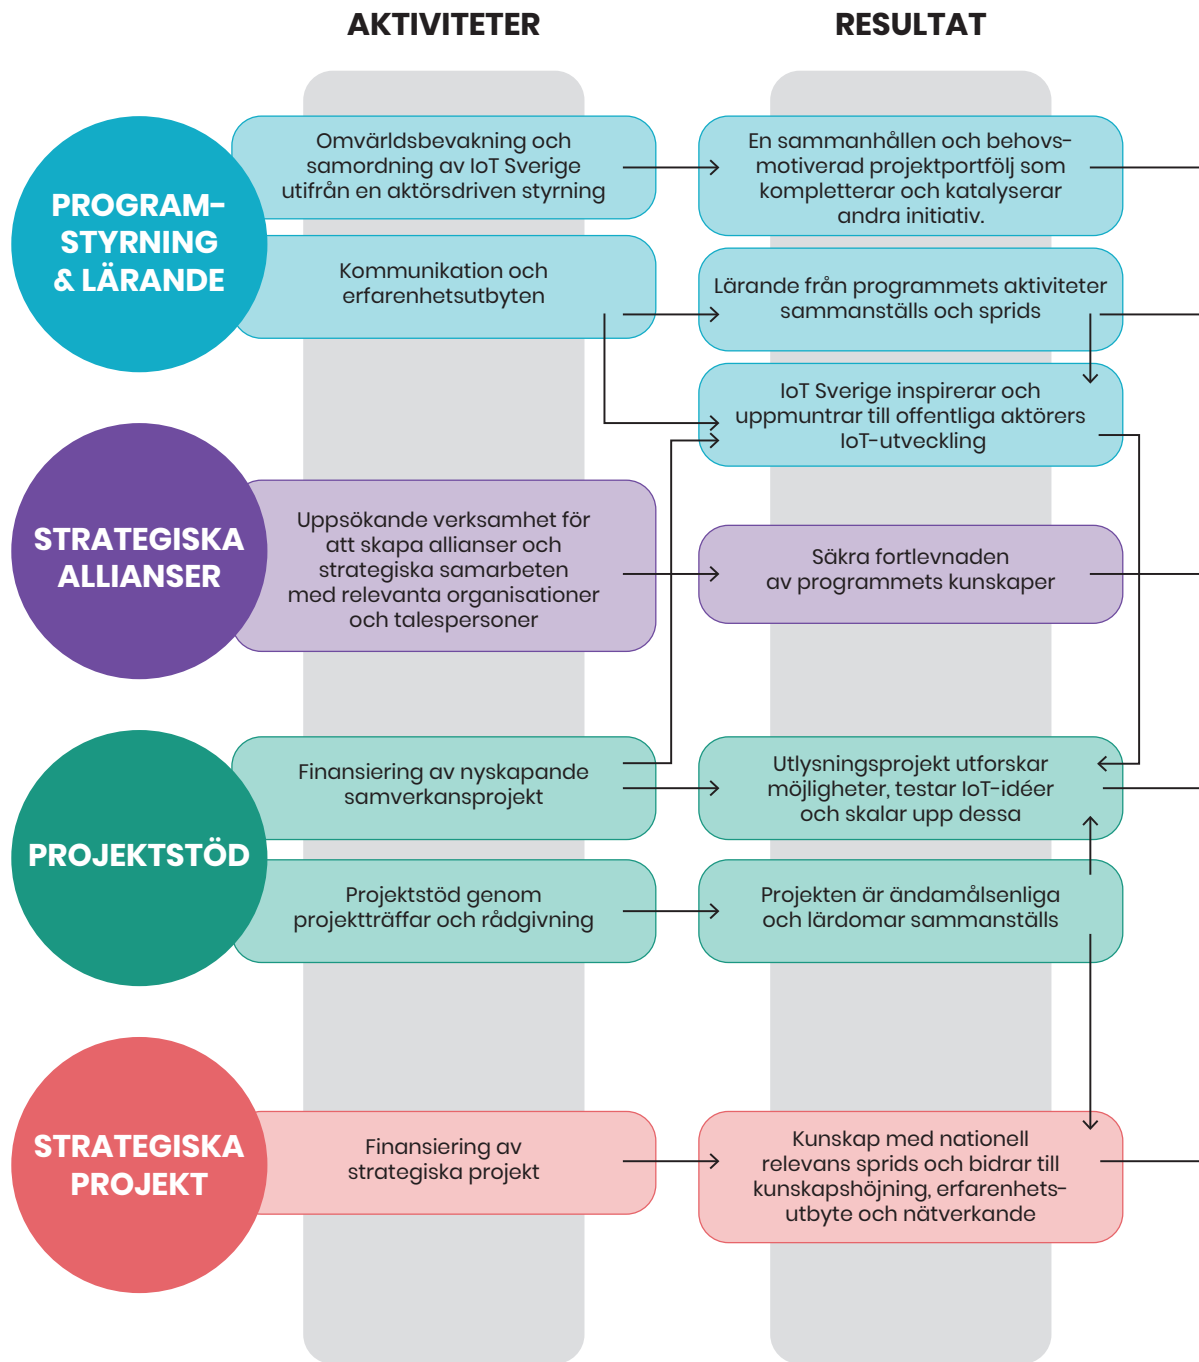 AKTIVITETER
RESULTAT
PROGRAM-
STYRNING
& LÄRANDE
Omvärldsbevakning och
samordning av IoT Sverige
utifrån en aktörsdriven styrning
En sammanhållen och behovs-
motiverad projektportfölj som
kompletterar och katalyserar
andra initiativ.
Kommunikation och
erfarenhetsutbyten
Lärande från programmets aktiviteter
sammanställs och sprids
IoT Sverige inspirerar och
uppmuntrar till offentliga aktörers
IoT-utveckling
STRATEGISKA
ALLIANSER
Uppsökande verksamhet för
att skapa allianser och
strategiska samarbeten
med relevanta organisationer
och talespersoner
Säkra fortlevnaden
av programmets kunskaper
PROJEKTSTÖD
Finansiering av nyskapande
samverkansprojekt
Utlysningsprojekt utforskar
möjligheter, testar IoT-idéer
och skalar upp dessa
Projektstöd genom
projektträffar och rådgivning
Projekten är ändamålsenliga
och lärdomar sammanställs
STRATEGISKA
PROJEKT
Finansiering av
strategiska projekt
Kunskap med nationell
relevans sprids och bidrar till
kunskapshöjning, erfarenhets-
utbyte och nätverkande